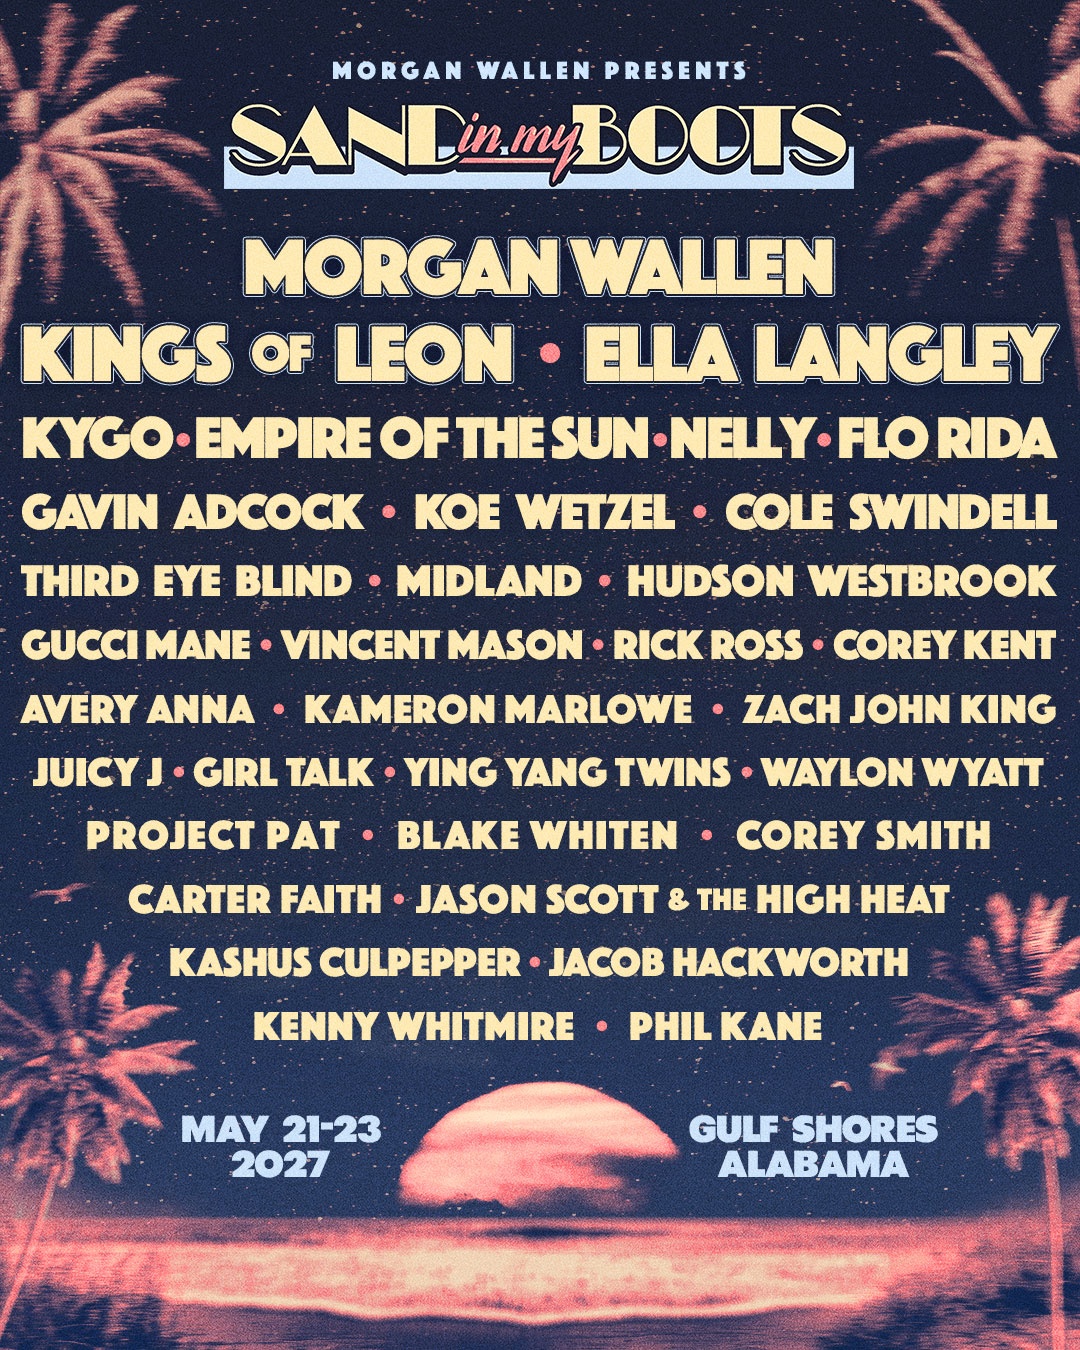 MORGAN WALLEN PRESENTS
SAND in my BOOTS
MORGAN WALLEN
KINGS OF LEON • ELLA LANGLEY
KYGO • EMPIRE OF THE SUN • NELLY • FLO RIDA
GAVIN ADCOCK • KOE WETZEL • COLE SWINDELL
THIRD EYE BLIND • MIDLAND • HUDSON WESTBROOK
GUCCI MANE • VINCENT MASON • RICK ROSS • COREY KENT
AVERY ANNA • KAMERON MARLOWE • ZACH JOHN KING
JUICY J • GIRL TALK • YING YANG TWINS • WAYLON WYATT
PROJECT PAT • BLAKE WHITEN • COREY SMITH
CARTER FAITH • JASON SCOTT & THE HIGH HEAT
KASHUS CULPEPPER • JACOB HACKWORTH
KENNY WHITMIRE • PHIL KANE
MAY 21-23
2027
GULF SHORES
ALABAMA